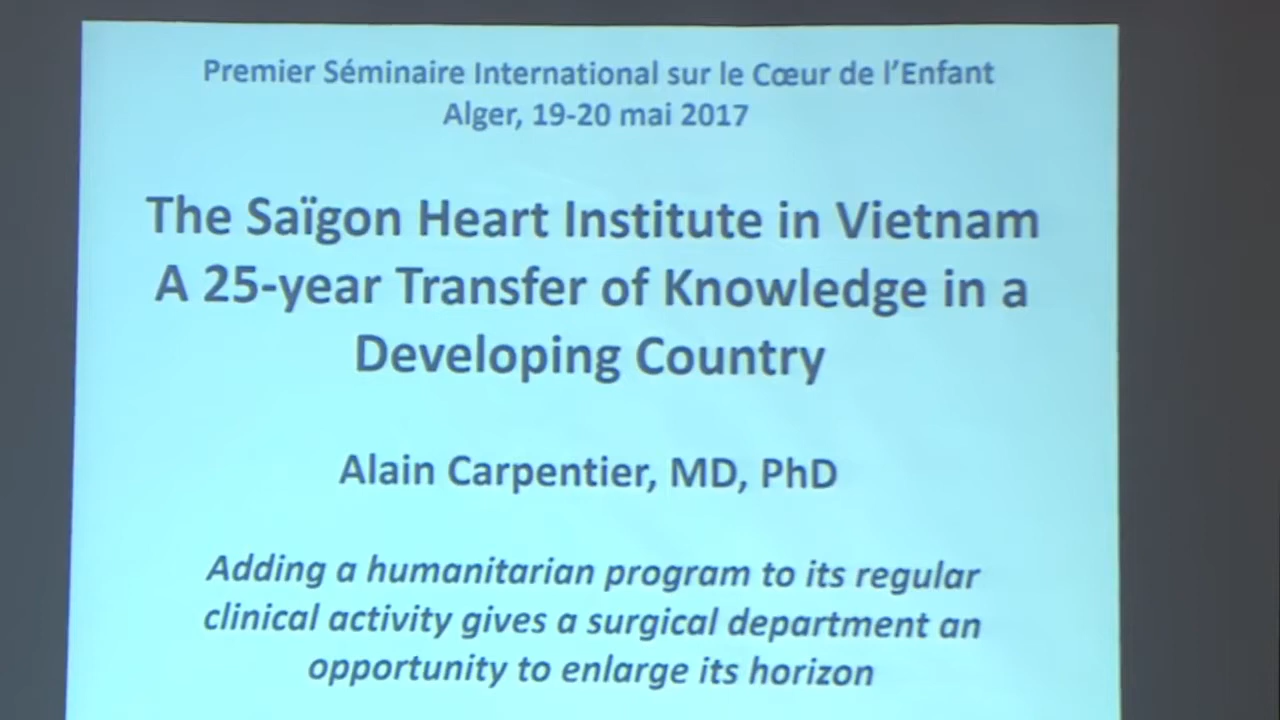 Premier Séminaire International sur le Cœur de l’Enfant
Alger, 19-20 mai 2017
The Saïgon Heart Institute in Vietnam
A 25-year Transfer of Knowledge in a
Developing Country
Alain Carpentier, MD, PhD
Adding a humanitarian program to its regular
clinical activity gives a surgical department an
opportunity to enlarge its horizon